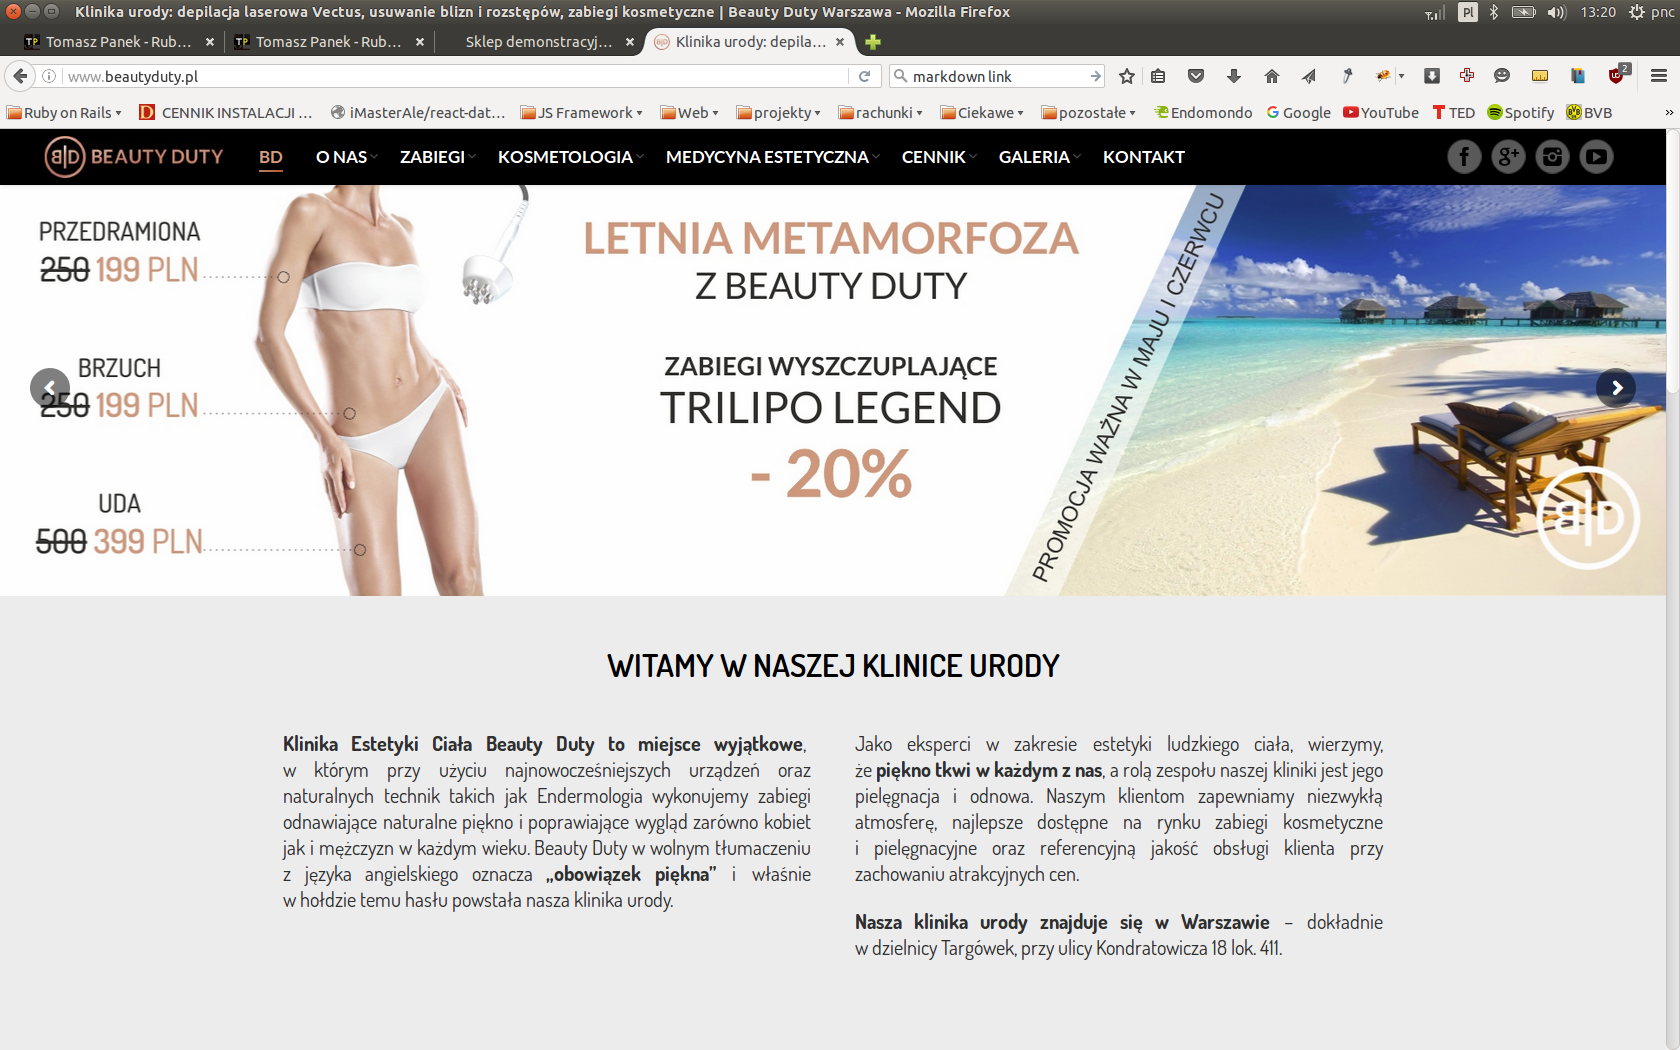 Klinika urody: depilacja laserowa Vectus, usuwanie blizn i rozstępów, zabiegi kosmetyczne | Beauty Duty Warszawa - Mozilla Firefox
Pl
13:20
pnc
TP Tomasz Panek - Rub...
TP Tomasz Panek - Rub...
Sklep demonstracyj...
Klinika urody: depila...
www.beautyduty.pl
markdown link
2
Ruby on Rails
CENNIK INSTALACJI ...
iMasterAle/react-dat...
JS Framework
Web
projekty
rachunki
Ciekawe
pozostałe
Endomondo
Google
YouTube
TED
Spotify
BVB
BD BEAUTY DUTY
BD
O NAS
ZABIEGI
KOSMETOLOGIA
MEDYCYNA ESTETYCZNA
CENNIK
GALERIA
KONTAKT
PRZEDRAMIONA
250 199 PLN
BRZUCH
250 199 PLN
UDA
500 399 PLN
LETNIA METAMORFOZA
Z BEAUTY DUTY
ZABIEGI WYSZCZUPLAJĄCE
TRILIPO LEGEND
- 20%
PROMOCJA WAŻNA W MAJU I CZERWCU
BD
WITAMY W NASZEJ KLINICE URODY
Klinika Estetyki Ciała Beauty Duty to miejsce wyjątkowe,
w którym przy użyciu najnowocześniejszych urządzeń oraz
naturalnych technik takich jak Endermologia wykonujemy zabiegi
odnawiające naturalne piękno i poprawiające wygląd zarówno kobiet
jak i mężczyzn w każdym wieku. Beauty Duty w wolnym tłumaczeniu
z języka angielskiego oznacza „obowiązek piękna” i właśnie
w hołdzie temu hasłu powstała nasza klinika urody.
Jako eksperci w zakresie estetyki ludzkiego ciała, wierzymy,
że piękno tkwi w każdym z nas, a rolą zespołu naszej kliniki jest jego
pielęgnacja i odnowa. Naszym klientom zapewniamy niezwykłą
atmosferę, najlepsze dostępne na rynku zabiegi kosmetyczne
i pielęgnacyjne oraz referencyjną jakość obsługi klienta przy
zachowaniu atrakcyjnych cen.
Nasza klinika urody znajduje się w Warszawie – dokładnie
w dzielnicy Targówek, przy ulicy Kondratowicza 18 lok. 411.